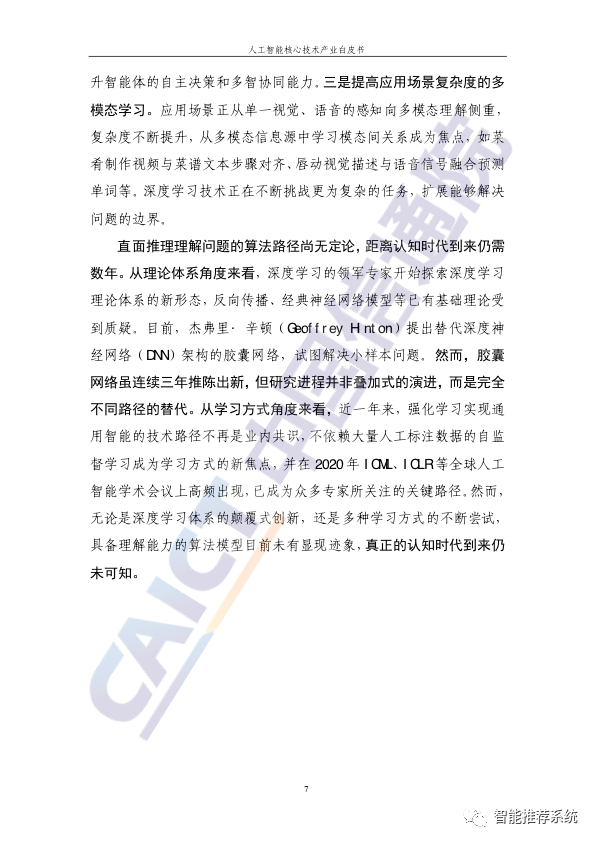 人工智能核心技术产业白皮书
升智能体的自主决策和多智协同能力。三是提高应用场景复杂度的多
模态学习。应用场景正从单一视觉、语音的感知向多模态理解侧重，
复杂度不断提升，从多模态信息源中学习模态间关系成为焦点，如菜
肴制作视频与菜谱文本步骤对齐、唇动视觉描述与语音信号融合预测
单词等。深度学习技术正在不断挑战更为复杂的任务，扩展能够解决
问题的边界。
直面推理理解问题的算法路径尚无定论，距离认知时代到来仍需
数年。从理论体系角度来看，深度学习的领军专家开始探索深度学习
理论体系的新形态，反向传播、经典神经网络模型等已有基础理论受
到质疑。目前，杰弗里·辛顿（Geoffrey Hinton）提出替代深度神
经网络（DNN）架构的胶囊网络，试图解决小样本问题。然而，胶囊
网络虽连续三年推陈出新，但研究进程并非叠加式的演进，而是完全
不同路径的替代。从学习方式角度来看，近一年来，强化学习实现通
用智能的技术路径不再是业内共识，不依赖大量人工标注数据的自监
督学习成为学习方式的新焦点，并在 2020 年 ICML、ICLR 等全球人工
智能学术会议上高频出现，已成为众多专家所关注的关键路径。然而，
无论是深度学习体系的颠覆式创新，还是多种学习方式的不断尝试，
具备理解能力的算法模型目前未有显现迹象，真正的认知时代到来仍
未可知。
CAICT 中国信通院
7
智能推荐系统